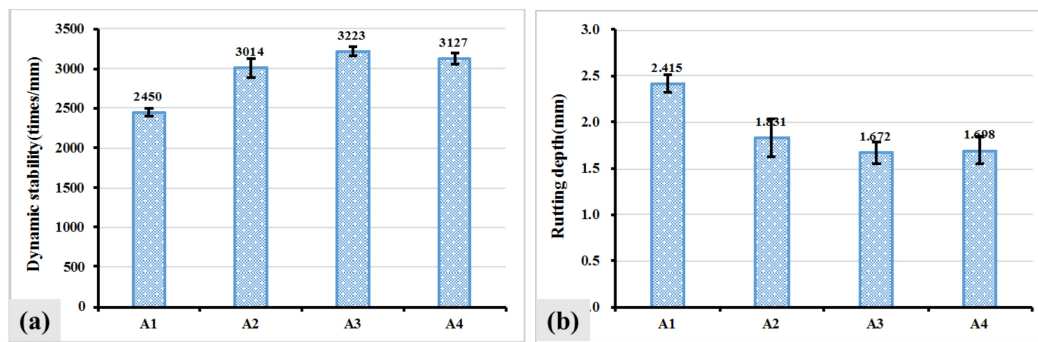 Dynamic stability(times/mm)
3500
3000
2500
2000
1500
1000
500
0
2450
3014
3223
3127
A1
A2
A3
A4
(a)
Rutting depth(mm)
3.0
2.5
2.0
1.5
1.0
0.5
0.0
2.415
1.831
1.672
1.698
A1
A2
A3
A4
(b)